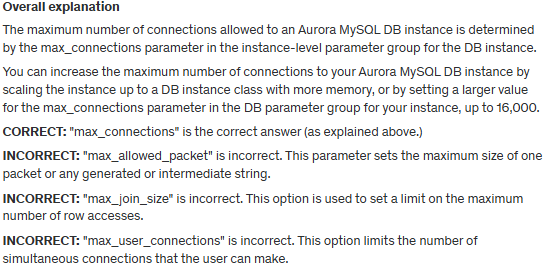 Overall explanation
The maximum number of connections allowed to an Aurora MySQL DB instance is determined
by the max_connections parameter in the instance-level parameter group for the DB instance.
You can increase the maximum number of connections to your Aurora MySQL DB instance by
scaling the instance up to a DB instance class with more memory, or by setting a larger value
for the max_connections parameter in the DB parameter group for your instance, up to 16,000.
CORRECT: "max_connections" is the correct answer (as explained above.)
INCORRECT: "max_allowed_packet" is incorrect. This parameter sets the maximum size of one
packet or any generated or intermediate string.
INCORRECT: "max_join_size" is incorrect. This option is used to set a limit on the maximum
number of row accesses.
INCORRECT: "max_user_connections" is incorrect. This option limits the number of
simultaneous connections that the user can make.